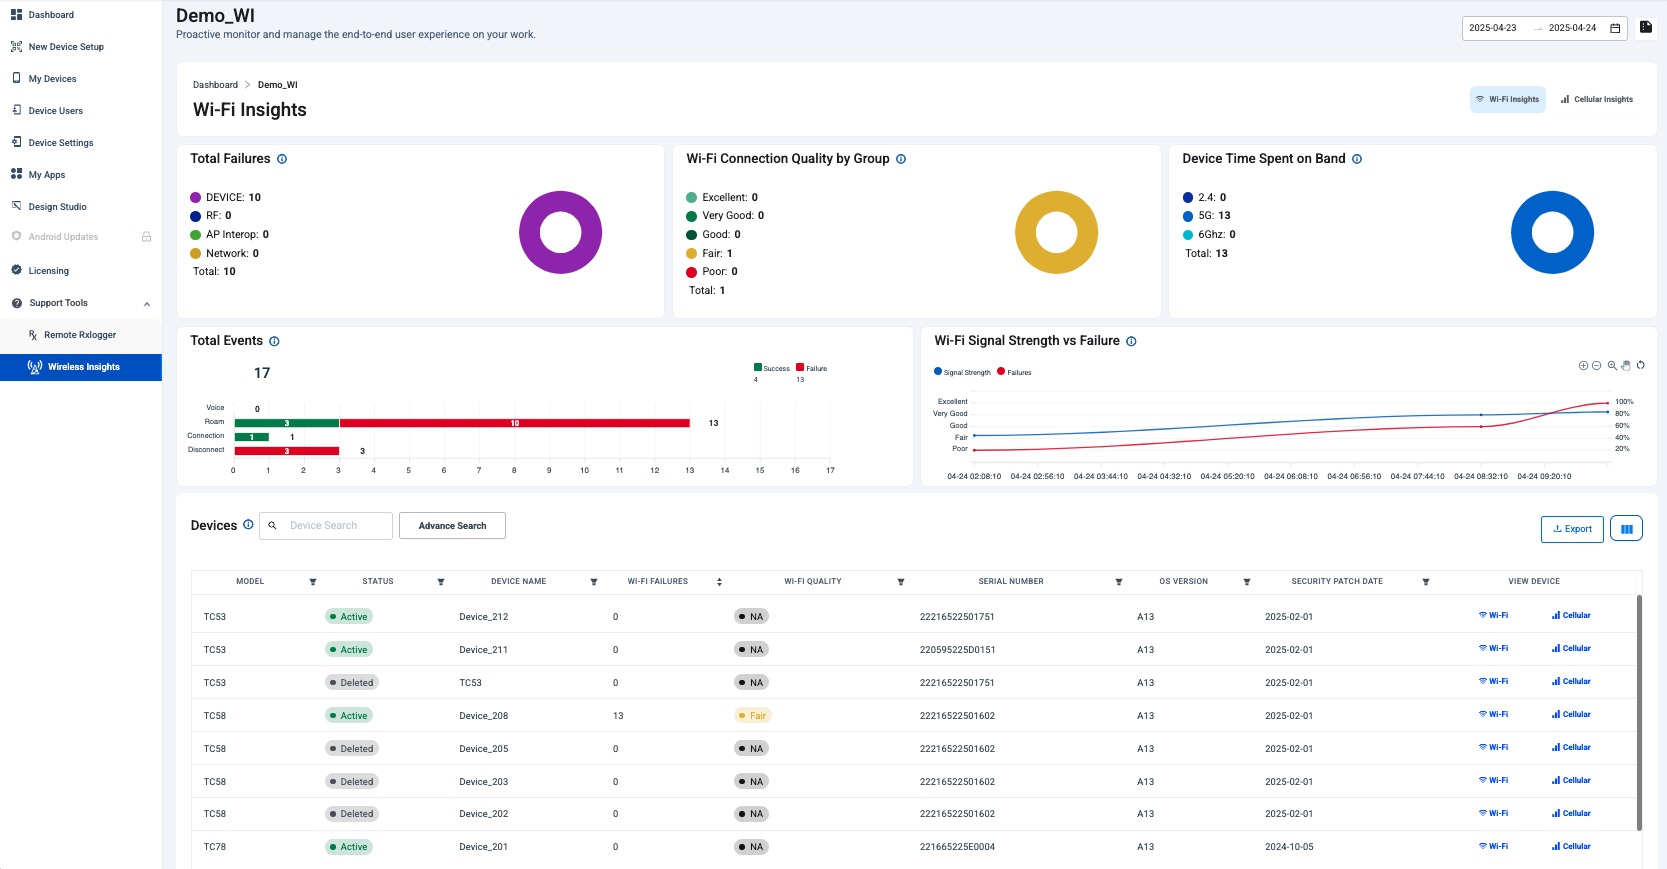 Dashboard
New Device Setup
My Devices
Device Users
Device Settings
My Apps
Design Studio
Android Updates
Licensing
Support Tools
Remote Rxlogger
Wireless Insights
Demo_WI
Proactive monitor and manage the end-to-end user experience on your work.
2025-04-23 → 2025-04-24
Dashboard > Demo_WI
Wi-Fi Insights
Wi-Fi Insights Cellular Insights
Total Failures
DEVICE: 10
RF: 0
AP Interop: 0
Network: 0
Total: 10
Wi-Fi Connection Quality by Group
Excellent: 0
Very Good: 0
Good: 0
Fair: 1
Poor: 0
Total: 1
Device Time Spent on Band
2.4: 0
5G: 13
6Ghz: 0
Total: 13
Total Events
17
Success Failure
4 13
Voice 0
Roam 3 10 13
Connection 1 1
Disconnect 3 3
0 1 2 3 4 5 6 7 8 9 10 11 12 13 14 15 16 17
Wi-Fi Signal Strength vs Failure
Signal Strength Failures
Excellent 100%
Very Good 80%
Good 60%
Fair 40%
Poor 20%
04-24 02:08:10 04-24 02:56:10 04-24 03:44:10 04-24 04:32:10 04-24 05:20:10 04-24 06:08:10 04-24 06:56:10 04-24 07:44:10 04-24 08:32:10 04-24 09:20:10
Devices Device Search Advance Search Export
MODEL STATUS DEVICE NAME WI-FI FAILURES WI-FI QUALITY SERIAL NUMBER OS VERSION SECURITY PATCH DATE VIEW DEVICE
TC53 Active Device_212 0 NA 22216522501751 A13 2025-02-01 Wi-Fi Cellular
TC53 Active Device_211 0 NA 220595225D0151 A13 2025-02-01 Wi-Fi Cellular
TC53 Deleted TC53 0 NA 22216522501751 A13 2025-02-01 Wi-Fi Cellular
TC58 Active Device_208 13 Fair 22216522501602 A13 2025-02-01 Wi-Fi Cellular
TC58 Deleted Device_205 0 NA 22216522501602 A13 2025-02-01 Wi-Fi Cellular
TC58 Deleted Device_203 0 NA 22216522501602 A13 2025-02-01 Wi-Fi Cellular
TC58 Deleted Device_202 0 NA 22216522501602 A13 2025-02-01 Wi-Fi Cellular
TC78 Active Device_201 0 NA 221665225E0004 A13 2024-10-05 Wi-Fi Cellular